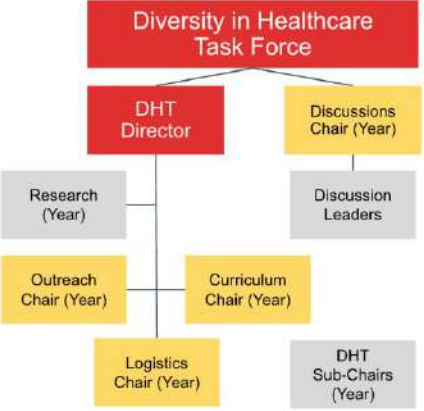 Diversity in Healthcare
Task Force
DHT
Director
Discussions
Chair (Year)
Research
(Year)
Discussion
Leaders
Outreach
Chair (Year)
Curriculum
Chair (Year)
Logistics
Chair (Year)
DHT
Sub-Chairs
(Year)